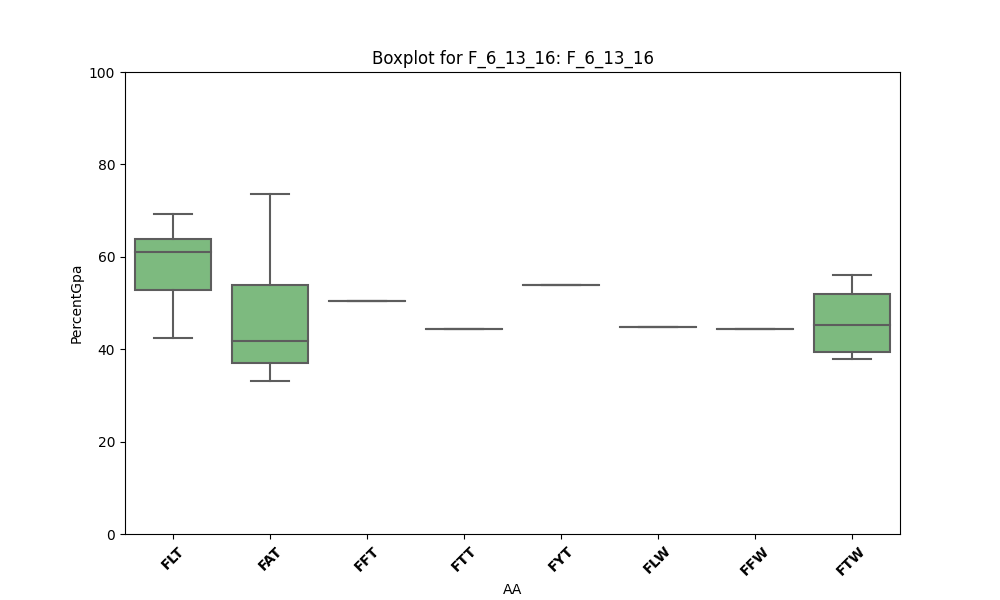 Boxplot for F_6_13_16: F_6_13_16
PercentGpa
100
80
60
40
20
0
FLT
FAT
FFT
FTT
FYT
FLW
FFW
FTW
AA